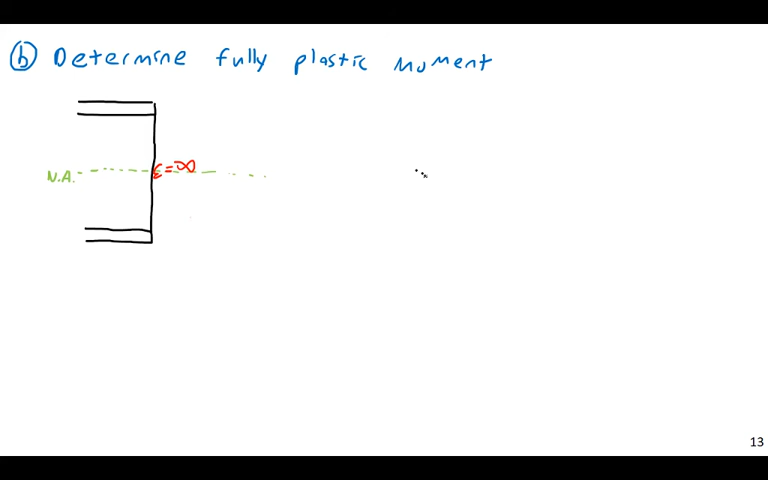 b Determine fully plastic moment
N.A. ε=∞
13